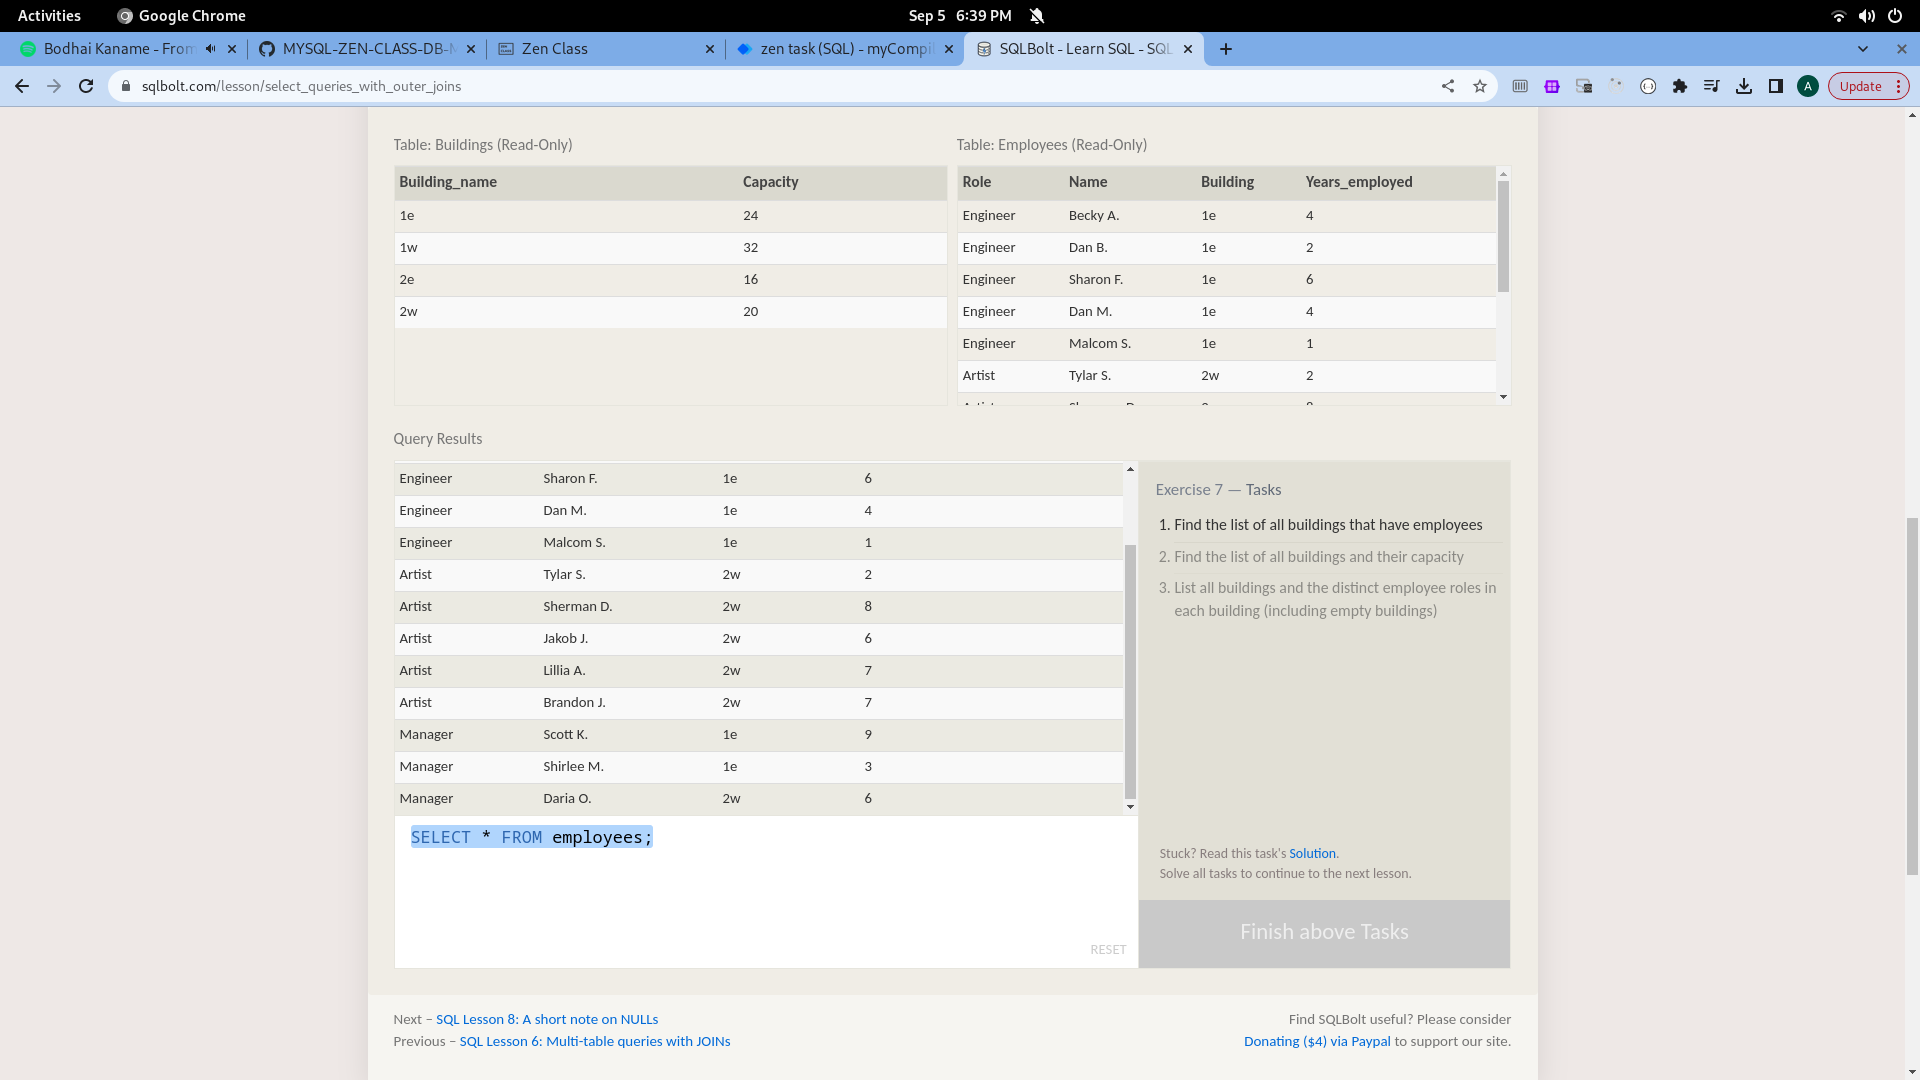 Activities
Google Chrome
Sep 5 6:39 PM
Bodhai Kaname - From
MYSQL-ZEN-CLASS-DB-M
Zen Class
zen task (SQL) - myCompil
SQLBolt - Learn SQL - SQL
sqlbolt.com/lesson/select_queries_with_outer_joins
A
Update
Table: Buildings (Read-Only)
Building_name Capacity
1e 24
1w 32
2e 16
2w 20
Table: Employees (Read-Only)
Role Name Building Years_employed
Engineer Becky A. 1e 4
Engineer Dan B. 1e 2
Engineer Sharon F. 1e 6
Engineer Dan M. 1e 4
Engineer Malcom S. 1e 1
Artist Tylar S. 2w 2
Query Results
Engineer Sharon F. 1e 6
Engineer Dan M. 1e 4
Engineer Malcom S. 1e 1
Artist Tylar S. 2w 2
Artist Sherman D. 2w 8
Artist Jakob J. 2w 6
Artist Lillia A. 2w 7
Artist Brandon J. 2w 7
Manager Scott K. 1e 9
Manager Shirlee M. 1e 3
Manager Daria O. 2w 6
SELECT * FROM employees;
RESET
Exercise 7 — Tasks
1. Find the list of all buildings that have employees
2. Find the list of all buildings and their capacity
3. List all buildings and the distinct employee roles in
each building (including empty buildings)
Stuck? Read this task's Solution.
Solve all tasks to continue to the next lesson.
Finish above Tasks
Next – SQL Lesson 8: A short note on NULLs
Previous – SQL Lesson 6: Multi-table queries with JOINs
Find SQLBolt useful? Please consider
Donating ($4) via Paypal to support our site.